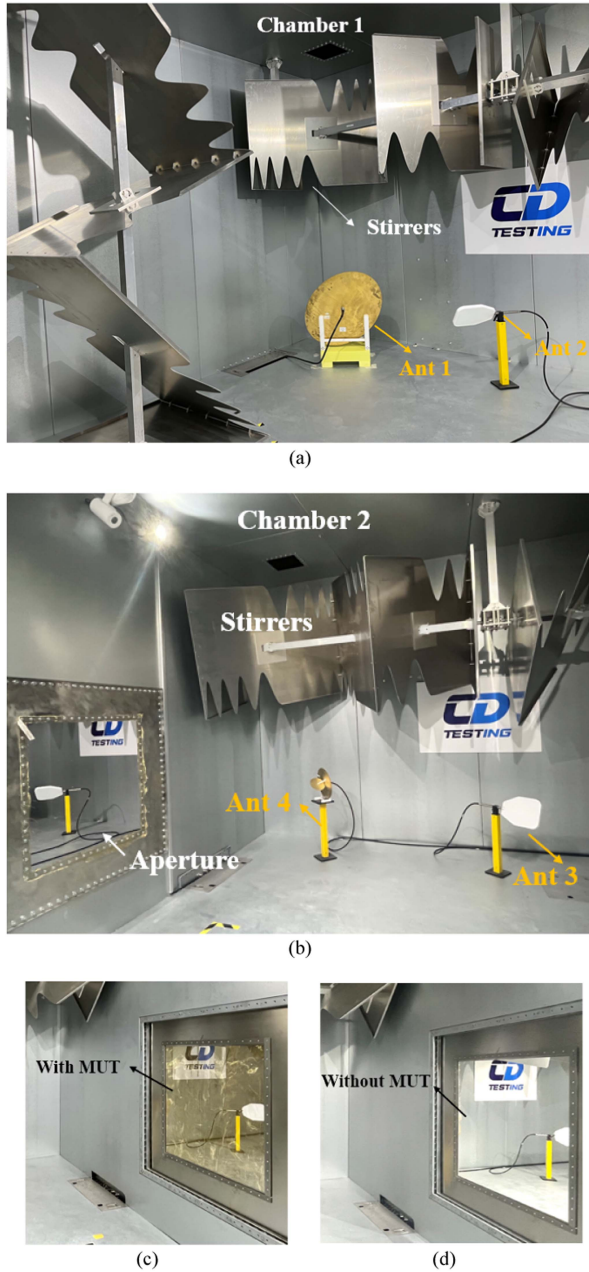 Chamber 1
Stirrers
CD
TESTING
Ant 1
Ant 2
(a)
Chamber 2
Stirrers
CD
TESTING
CD
TESTING
Ant 4
Aperture
Ant 3
(b)
With MUT
CD
TESTING
Without MUT
CD
TESTING
(c)
(d)